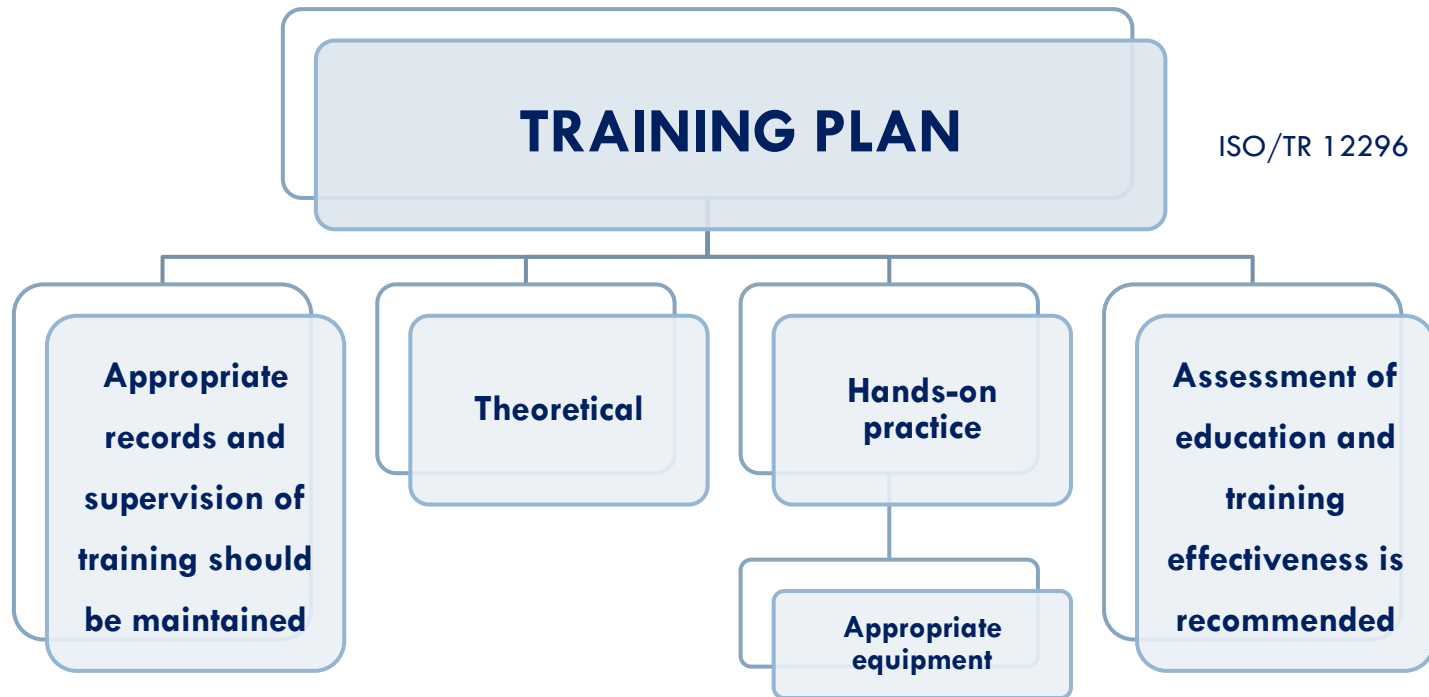 TRAINING PLAN
ISO/TR 12296
Appropriate
records and
supervision of
training should
be maintained
Theoretical
Hands-on
practice
Appropriate
equipment
Assessment of
education and
training
effectiveness is
recommended